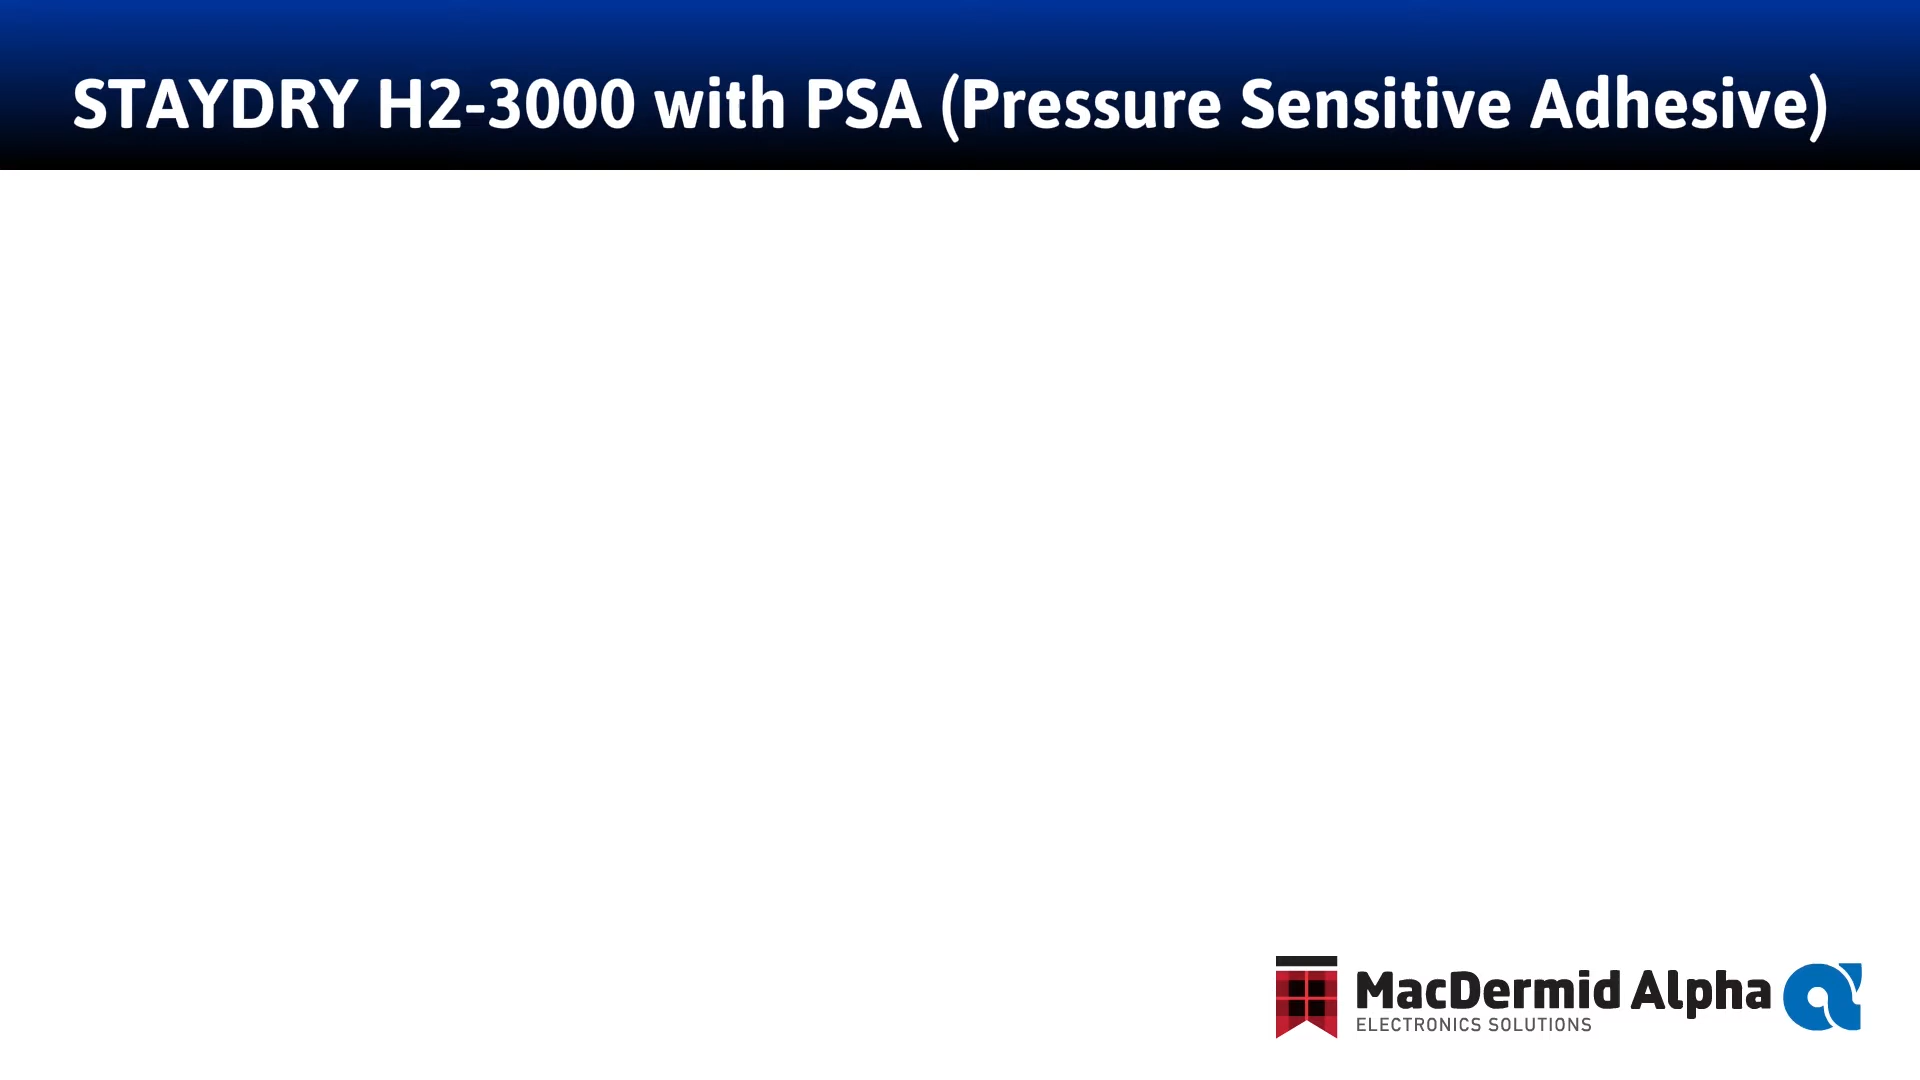 STAYDRY H2-3000 with PSA (Pressure Sensitive Adhesive)
MacDermid Alpha
ELECTRONICS SOLUTIONS